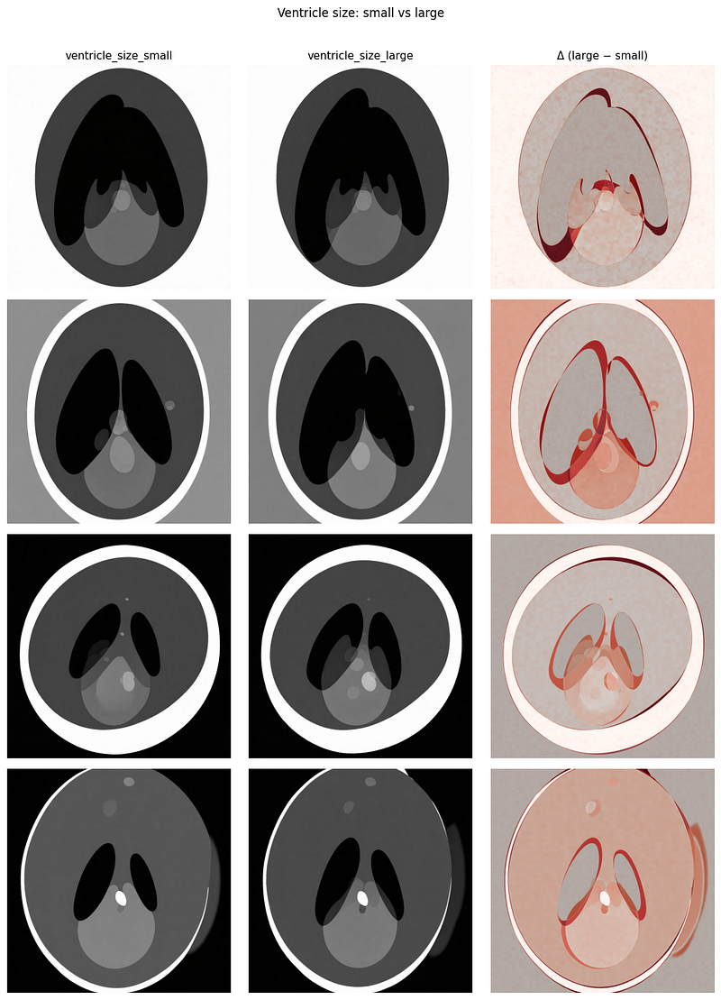 Ventricle size: small vs large
ventricle_size_small
ventricle_size_large
Δ (large − small)